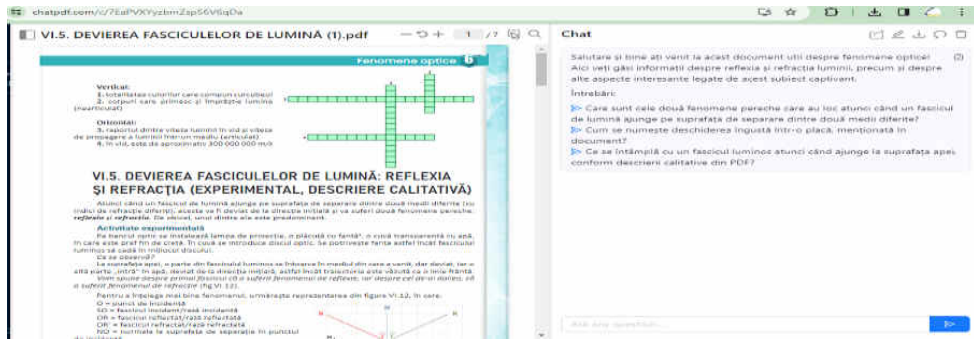 chatpdf.com/c/7EdPVXYyzbmZspS6V6qDa
VI.5. DEVIEREA FASCICULELOR DE LUMINĂ (1).pdf
1 /7
Fenomene optice 6
Vertical:
1. totalitatea culorilor care compun curcubeul
2. corpuri care primesc și împrăștie lumina
(nearticulat)
Orizontal:
3. raportul dintre viteza luminii în vid și viteza
de propagare a luminii într-un mediu (articulat)
4. în vid, este de aproximativ 300 000 000 m/s
VI.5. DEVIEREA FASCICULELOR DE LUMINĂ: REFLEXIA
ȘI REFRACȚIA (EXPERIMENTAL, DESCRIERE CALITATIVĂ)
Atunci când un fascicul de lumină ajunge pe suprafața de separare dintre două medii diferite (cu
indici de refracție diferiți), acesta va fi deviat de la direcție inițială și va suferi două fenomene pereche:
reflexie și refracție. De obicei, unul dintre ele este predominant.
Activitate experimentală
Pe bancul optic se instalează lampa de proiecție, o plăcuță cu fantă*, o cuvă transparentă cu apă,
în care este praf fin de cretă. În cuvă se introduce discul optic. Se potrivește fanta astfel încât fasciculul
luminos să cadă în mijlocul discului.
Ce se observă?
La suprafața apei, o parte din fasciculul luminos se întoarce în mediul din care a venit, dar deviat, iar o
altă parte „intră" în apă, deviat de la direcția inițială, astfel încât traiectoria este văzută ca o linie frântă.
Vom spune despre primul fascicul că a suferit fenomenul de reflexie, iar despre cel de-al doilea, că
a suferit fenomenul de refracție (fig VI.12).
Pentru a înțelege mai bine fenomenul, urmărește reprezentarea din figura VI.12, în care:
O = punct de incidență
SO = fascicul incident/rază incidentă
OR = fascicul reflectat/rază reflectată
OR' = fascicul refractat/rază refractată
NO = normala la suprafața de separație în punctul
de incidență
N
R
Chat
Salutare și bine ați venit la acest document util despre fenomene optice!
Aici veți găsi informații despre reflexia și refracția luminii, precum și despre
alte aspecte interesante legate de acest subiect captivant.
Întrebări:
Care sunt cele două fenomene pereche care au loc atunci când un fascicul
de lumină ajunge pe suprafața de separare dintre două medii diferite?
Cum se numește deschiderea îngustă într-o placă, menționată în
document?
Ce se întâmplă cu un fascicul luminos atunci când ajunge la suprafața apei,
conform descrierii calitative din PDF?
Ask any question...